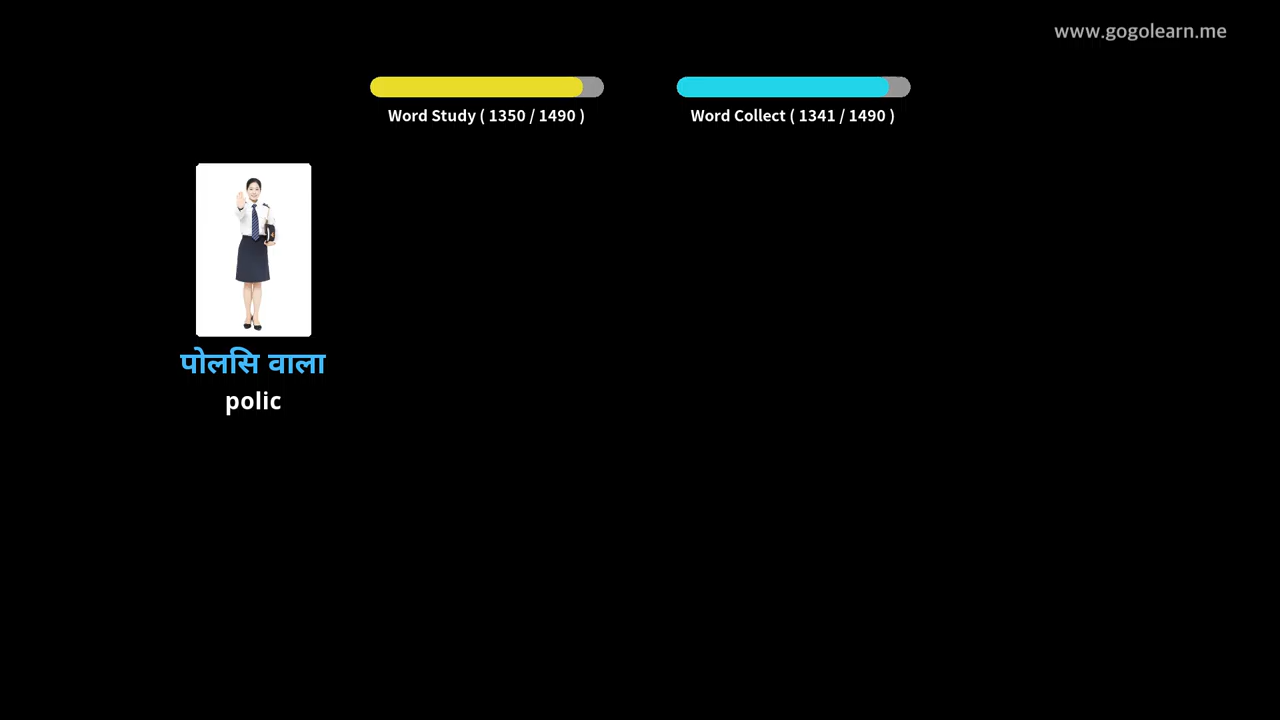 www.gogolearn.me
Word Study ( 1350 / 1490 )
Word Collect ( 1341 / 1490 )
पोलसि वाला
polic